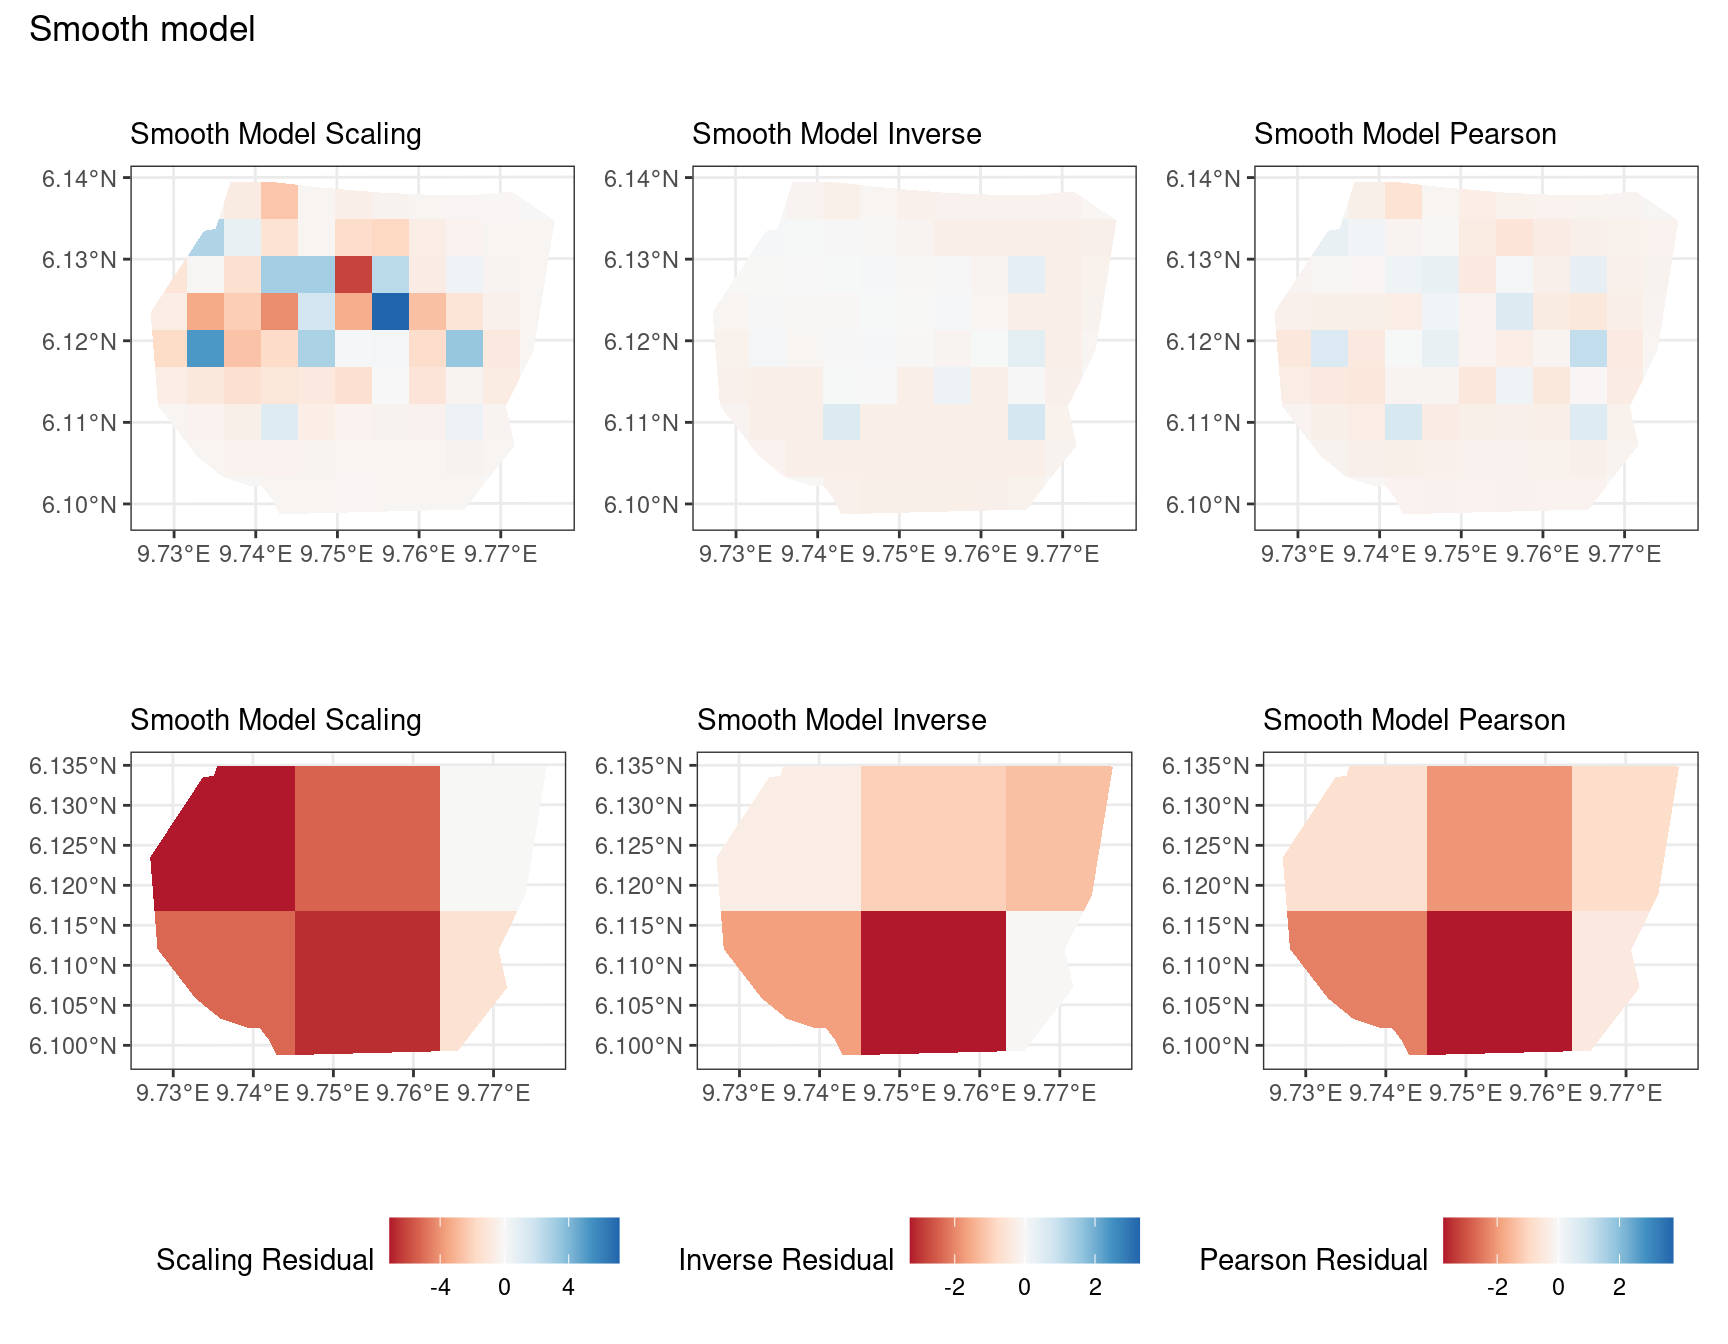 Smooth model
Smooth Model Scaling
Smooth Model Inverse
Smooth Model Pearson
6.14°N
6.13°N
6.12°N
6.11°N
6.10°N
9.73°E 9.74°E 9.75°E 9.76°E 9.77°E
6.14°N
6.13°N
6.12°N
6.11°N
6.10°N
9.73°E 9.74°E 9.75°E 9.76°E 9.77°E
6.14°N
6.13°N
6.12°N
6.11°N
6.10°N
9.73°E 9.74°E 9.75°E 9.76°E 9.77°E
Smooth Model Scaling
Smooth Model Inverse
Smooth Model Pearson
6.135°N
6.130°N
6.125°N
6.120°N
6.115°N
6.110°N
6.105°N
6.100°N
9.73°E 9.74°E 9.75°E 9.76°E 9.77°E
6.135°N
6.130°N
6.125°N
6.120°N
6.115°N
6.110°N
6.105°N
6.100°N
9.73°E 9.74°E 9.75°E 9.76°E 9.77°E
6.135°N
6.130°N
6.125°N
6.120°N
6.115°N
6.110°N
6.105°N
6.100°N
9.73°E 9.74°E 9.75°E 9.76°E 9.77°E
Scaling Residual
-4 0 4
Inverse Residual
-2 0 2
Pearson Residual
-2 0 2